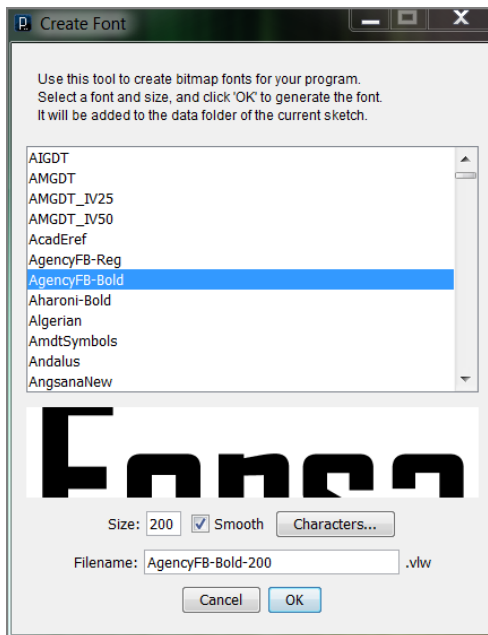 Create Font
Use this tool to create bitmap fonts for your program.
Select a font and size, and click 'OK' to generate the font.
It will be added to the data folder of the current sketch.
AIGDT
AMGDT
AMGDT_IV25
AMGDT_IV50
AcadEref
AgencyFB-Reg
AgencyFB-Bold
Aharoni-Bold
Algerian
AmdtSymbols
Andalus
AngsanaNew
Forsa
Size: 200 Smooth Characters...
Filename: AgencyFB-Bold-200 .vlw
Cancel OK